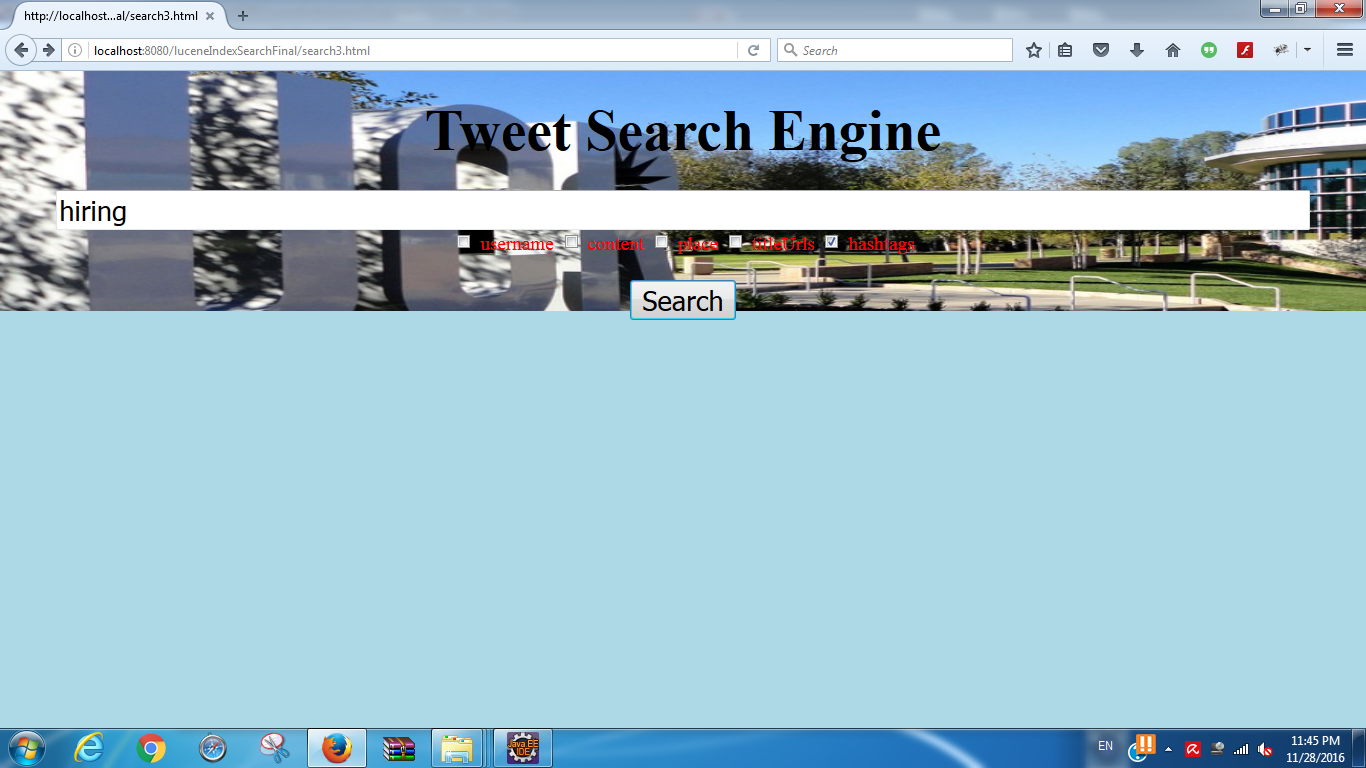 http://localhost...al/search3.html
localhost:8080/luceneIndexSearchFinal/search3.html
Search
UCR
Tweet Search Engine
hiring
username content place titleUrls hashtags
Search
Java EE
IDE
EN
11:45 PM
11/28/2016